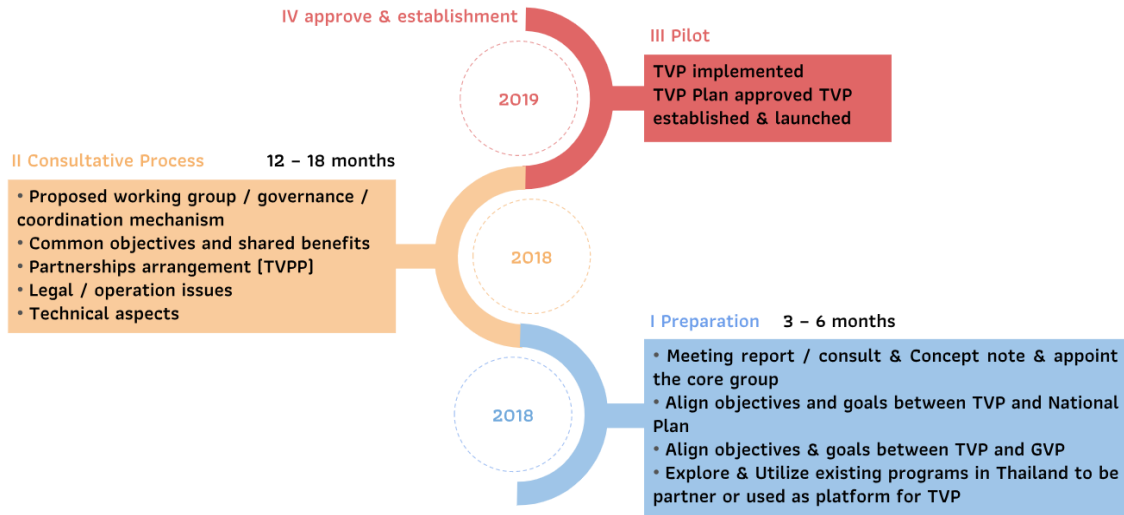 IV approve & establishment
III Pilot
2019
TVP implemented
TVP Plan approved TVP
established & launched
II Consultative Process 12 – 18 months
• Proposed working group / governance /
coordination mechanism
• Common objectives and shared benefits
• Partnerships arrangement (TVPP)
• Legal / operation issues
• Technical aspects
2018
I Preparation 3 – 6 months
• Meeting report / consult & Concept note & appoint
the core group
• Align objectives and goals between TVP and National
Plan
• Align objectives & goals between TVP and GVP
• Explore & Utilize existing programs in Thailand to be
partner or used as platform for TVP
2018